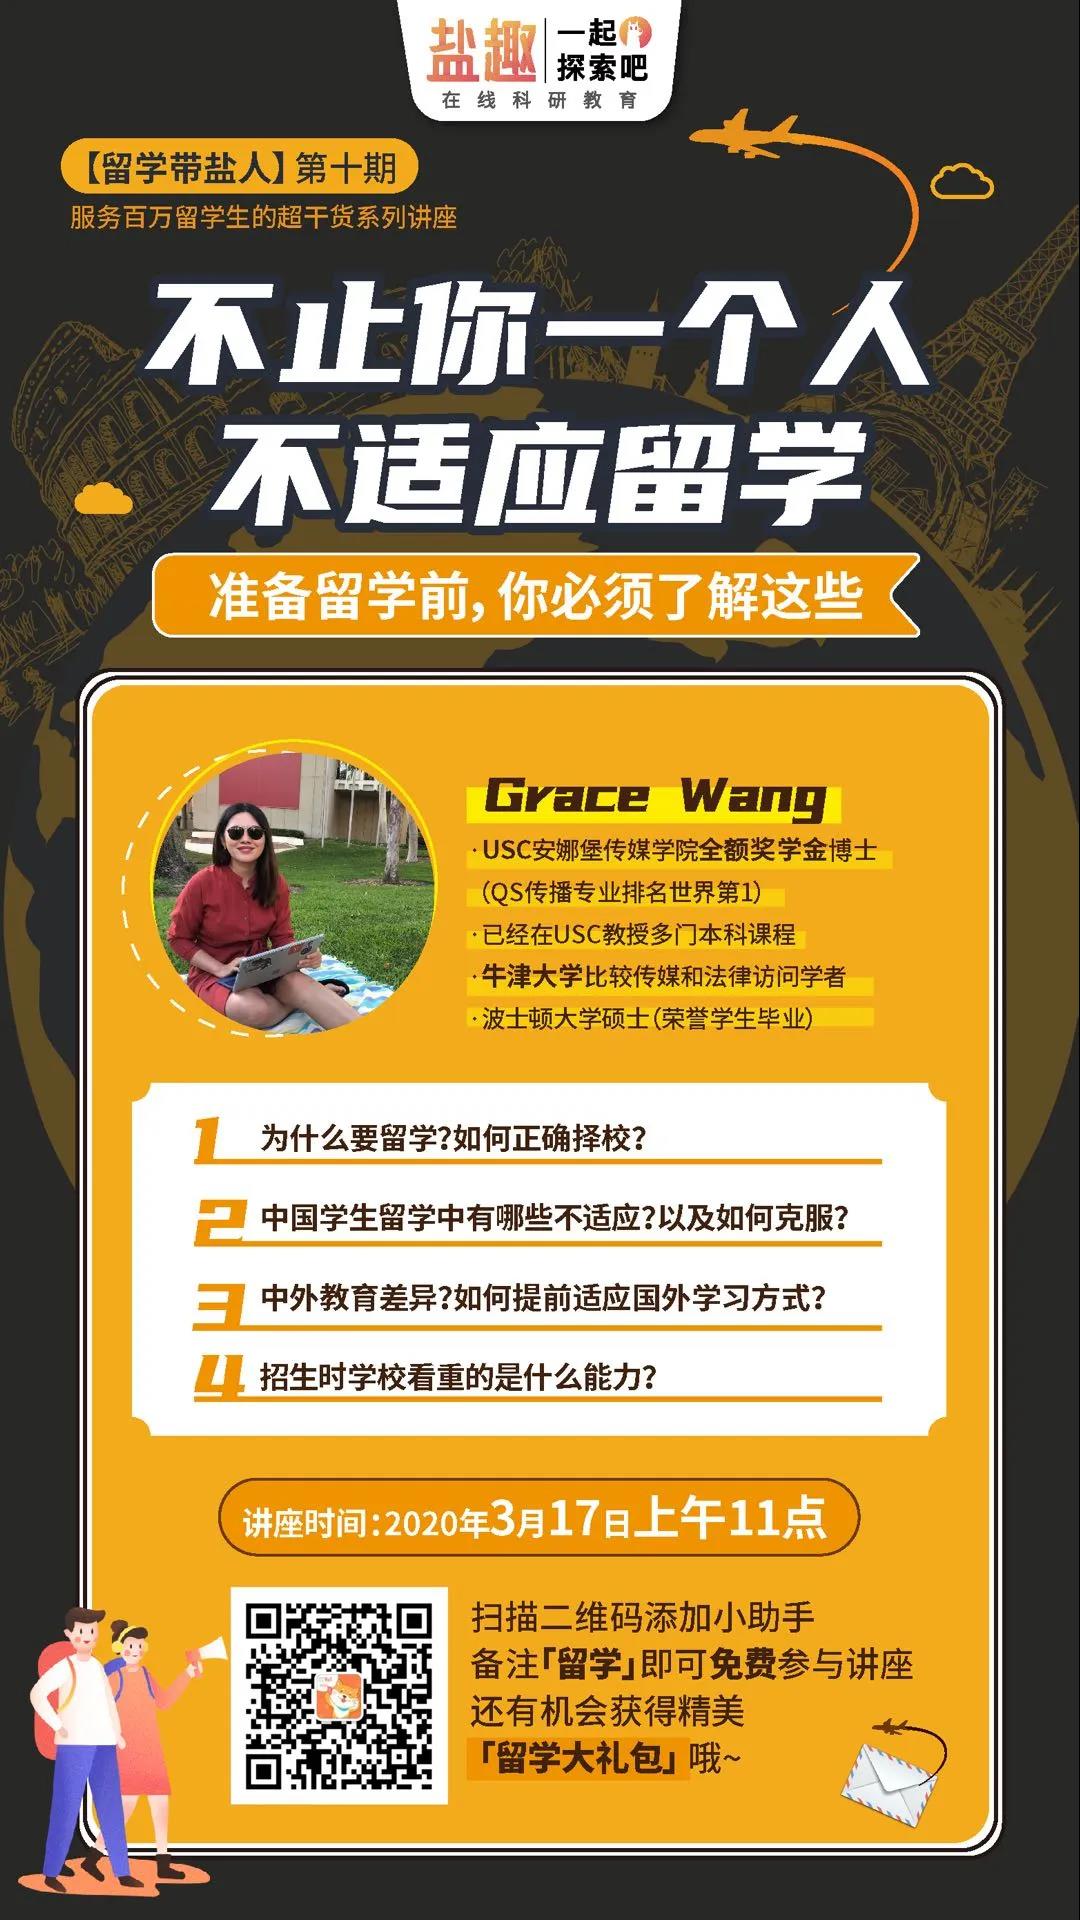 盐趣
一起
探索吧
在线科研教育
【留学带盐人】第十期
服务百万留学生的超干货系列讲座
不止你一个人
不适应留学
准备留学前，你必须了解这些
Grace Wang
·USC安娜堡传媒学院全额奖学金博士
（QS传播专业排名世界第1）
·已经在USC教授多门本科课程
·牛津大学比较传媒和法律访问学者
·波士顿大学硕士（荣誉学生毕业）
1 为什么要留学？如何正确择校？
2 中国学生留学中有哪些不适应？以及如何克服？
3 中外教育差异？如何提前适应国外学习方式？
4 招生时学校看重的是什么能力？
讲座时间：2020年3月17日上午11点
扫描二维码添加小助手
备注「留学」即可免费参与讲座
还有机会获得精美
「留学大礼包」哦~